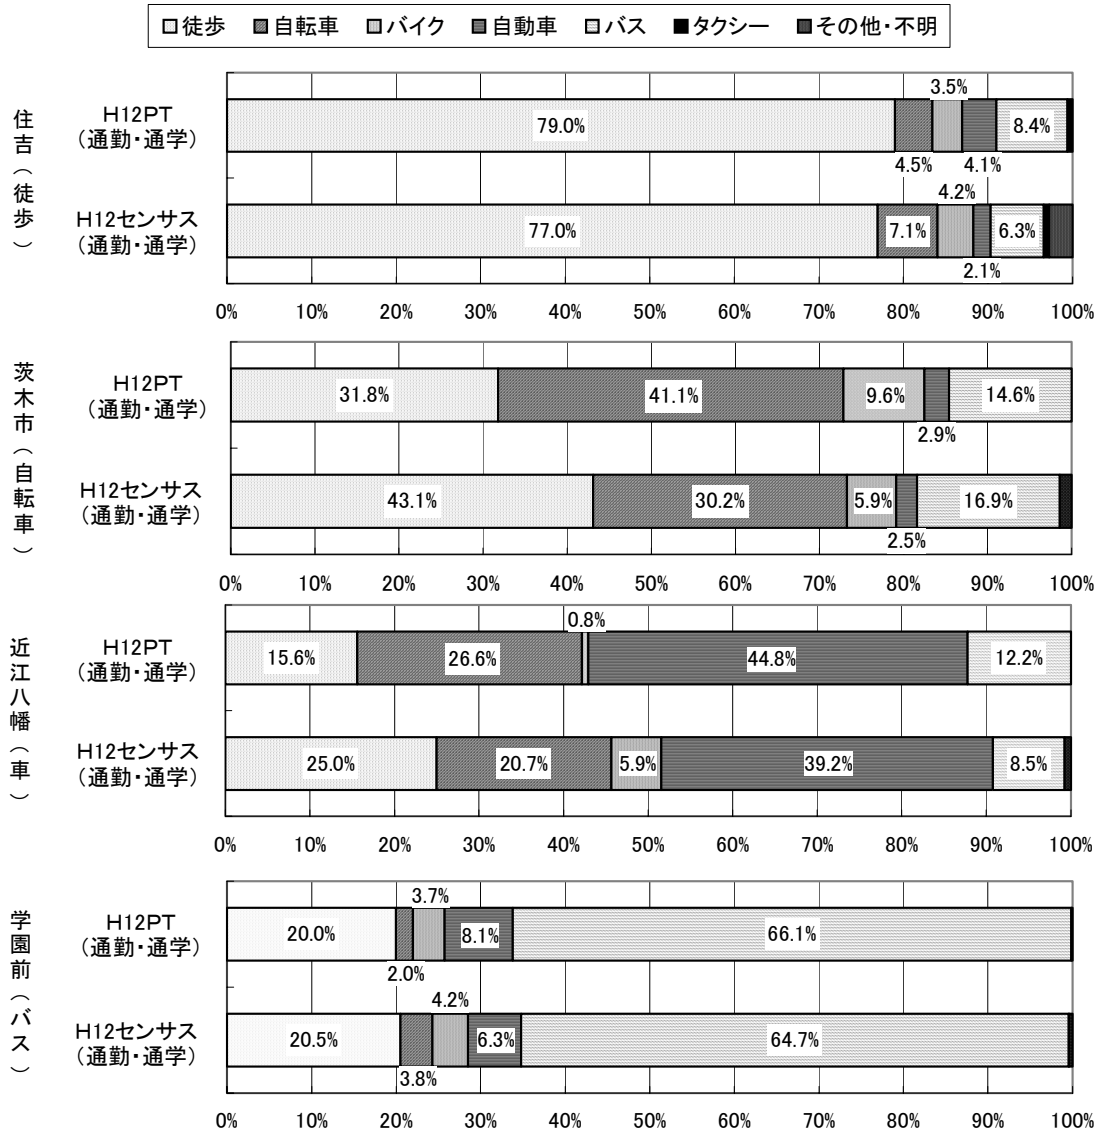 徒歩 自転車 バイク 自動車 バス タクシー その他・不明
住吉(徒歩)
3.5%
H12PT
(通勤・通学)
79.0%
8.4%
4.5%
4.1%
4.2%
H12センサス
(通勤・通学)
77.0%
7.1%
6.3%
2.1%
0% 10% 20% 30% 40% 50% 60% 70% 80% 90% 100%
茨木市(自転車)
H12PT
(通勤・通学)
31.8%
41.1%
9.6%
14.6%
2.9%
H12センサス
(通勤・通学)
43.1%
30.2%
5.9%
16.9%
2.5%
0% 10% 20% 30% 40% 50% 60% 70% 80% 90% 100%
近江八幡(車)
0.8%
H12PT
(通勤・通学)
15.6%
26.6%
44.8%
12.2%
H12センサス
(通勤・通学)
25.0%
20.7%
5.9%
39.2%
8.5%
0% 10% 20% 30% 40% 50% 60% 70% 80% 90% 100%
学園前(バス)
3.7%
H12PT
(通勤・通学)
20.0%
8.1%
66.1%
2.0%
4.2%
H12センサス
(通勤・通学)
20.5%
6.3%
64.7%
3.8%
0% 10% 20% 30% 40% 50% 60% 70% 80% 90% 100%